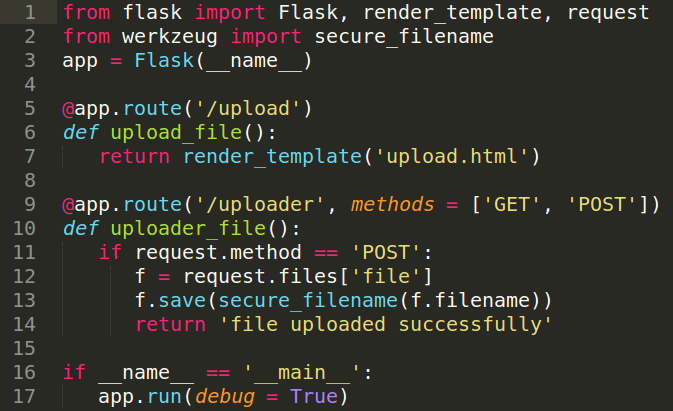 1 from flask import Flask, render_template, request
2 from werkzeug import secure_filename
3 app = Flask(__name__)
4
5 @app.route('/upload')
6 def upload_file():
7    return render_template('upload.html')
8
9 @app.route('/uploader', methods = ['GET', 'POST'])
10 def uploader_file():
11    if request.method == 'POST':
12       f = request.files['file']
13       f.save(secure_filename(f.filename))
14       return 'file uploaded successfully'
15
16 if __name__ == '__main__':
17    app.run(debug = True)